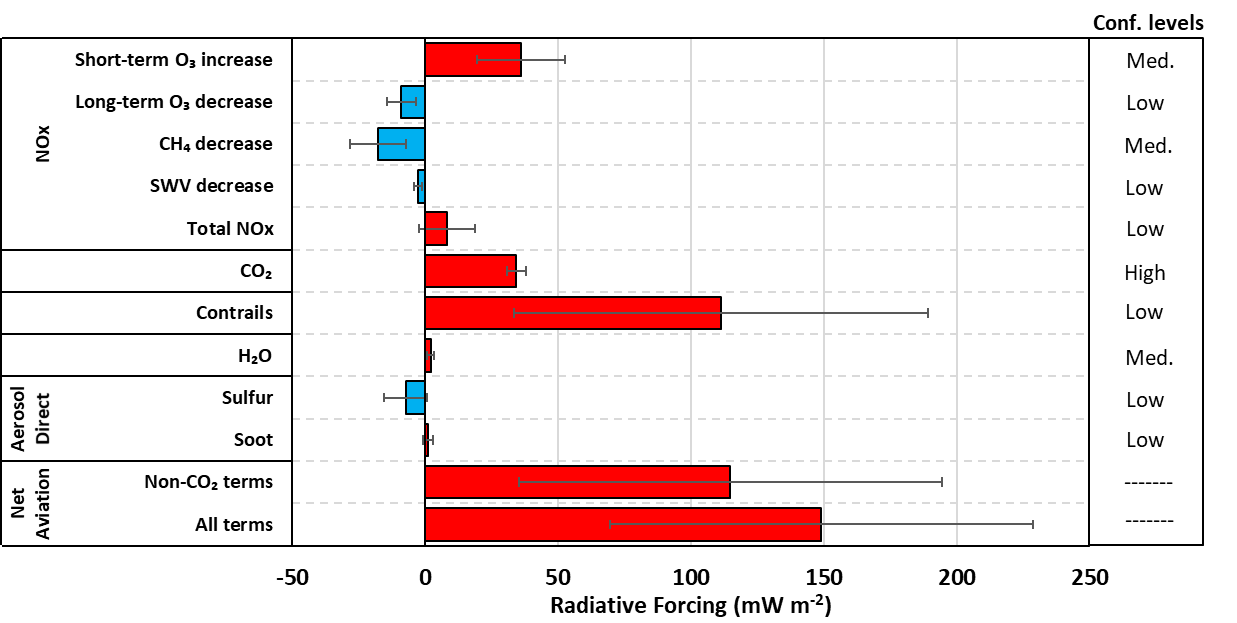 Conf. levels
NOx
Short-term O₃ increase
Med.
Long-term O₃ decrease
Low
CH₄ decrease
Med.
SWV decrease
Low
Total NOx
Low
CO₂
High
Contrails
Low
H₂O
Med.
Aerosol
Direct
Sulfur
Low
Soot
Low
Net
Aviation
Non-CO₂ terms
-------
All terms
-------
-50 0 50 100 150 200 250
Radiative Forcing (mW m⁻²)